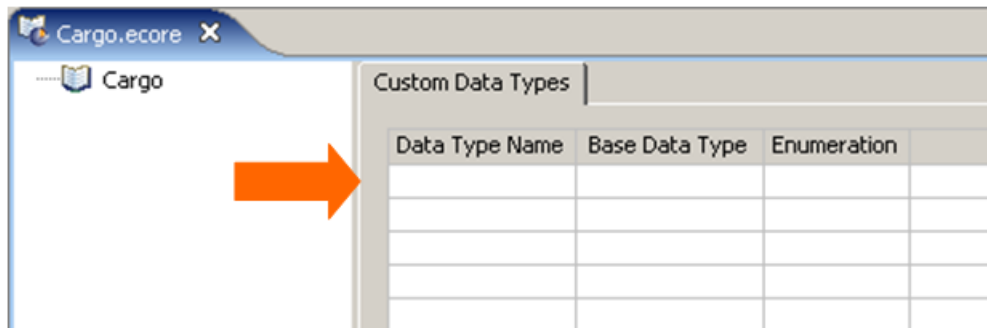 Cargo.ecore
Cargo
Custom Data Types
Data Type Name Base Data Type Enumeration